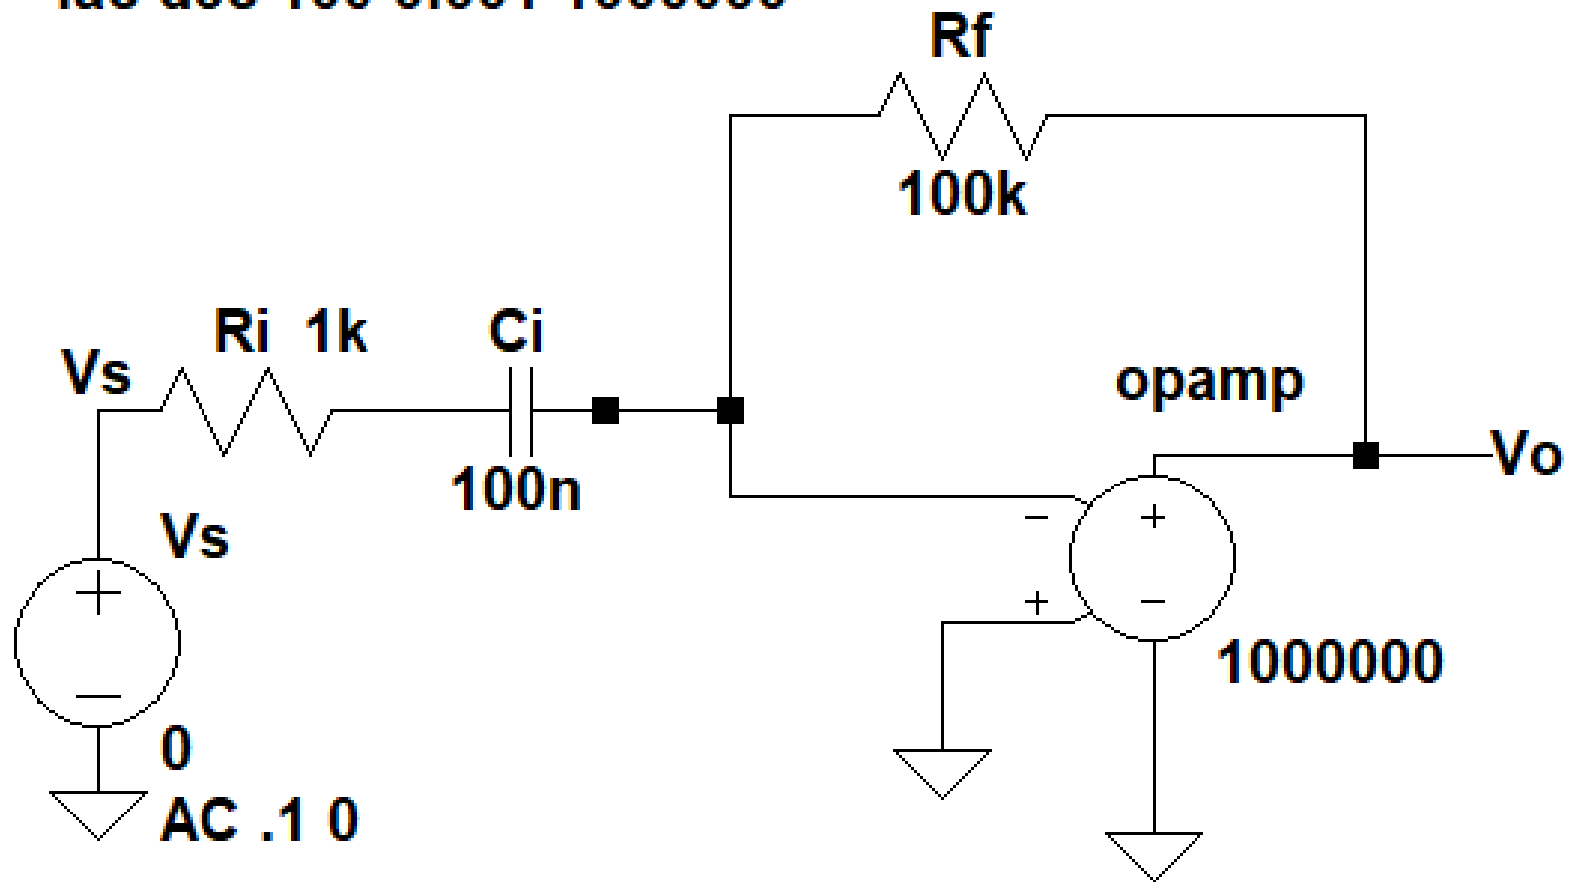 Rf
100k
Ri 1k
Ci
Vs
opamp
Vo
100n
Vs
−
+
+
−
+
−
1000000
0
AC .1 0